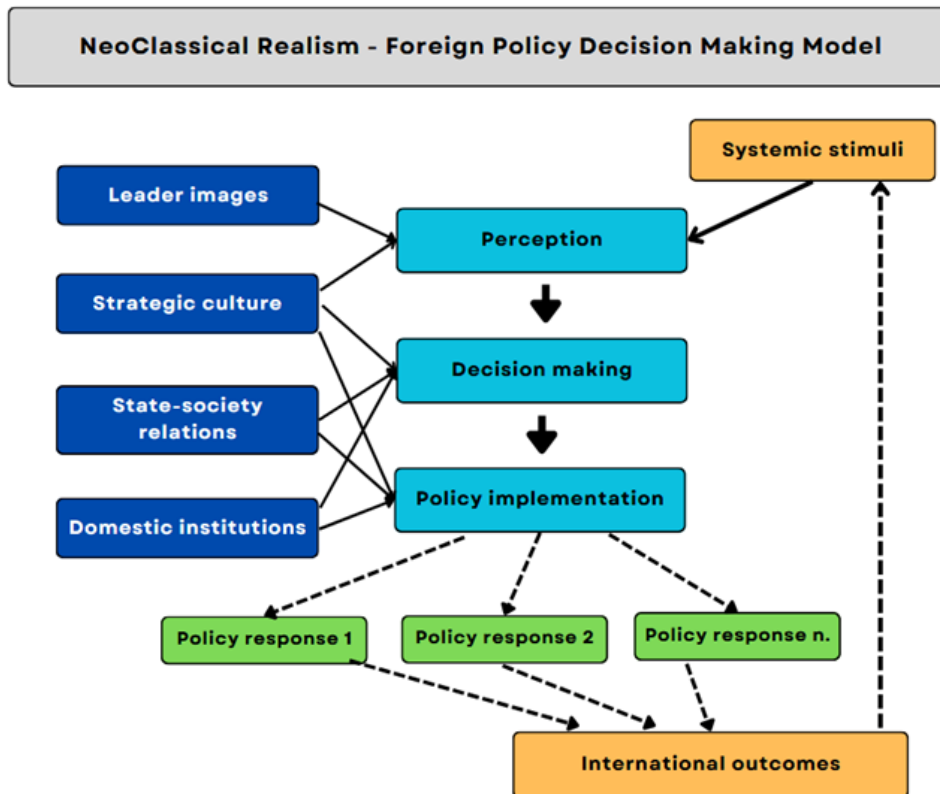 NeoClassical Realism - Foreign Policy Decision Making Model
Systemic stimuli
Leader images
Perception
Strategic culture
Decision making
State-society
relations
Policy implementation
Domestic institutions
Policy response 1
Policy response 2
Policy response n.
International outcomes